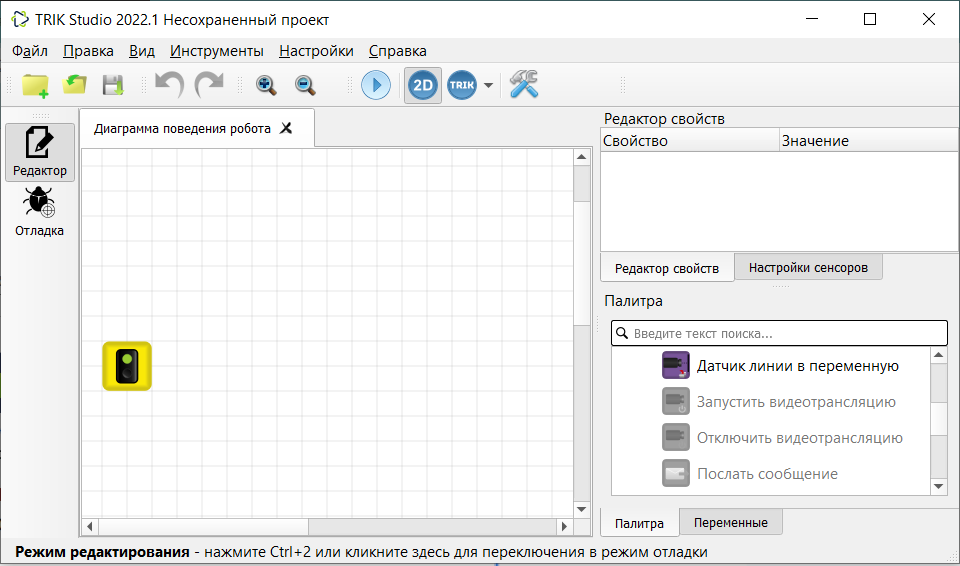 TRIK Studio 2022.1 Несохраненный проект
Файл Правка Вид Инструменты Настройки Справка
2D TRIK
Редактор
Отладка
Диаграмма поведения робота
Редактор свойств
Свойство Значение
Редактор свойств Настройки сенсоров
Палитра
Введите текст поиска...
Датчик линии в переменную
Запустить видеотрансляцию
Отключить видеотрансляцию
Послать сообщение
Палитра Переменные
Режим редактирования - нажмите Ctrl+2 или кликните здесь для переключения в режим отладки